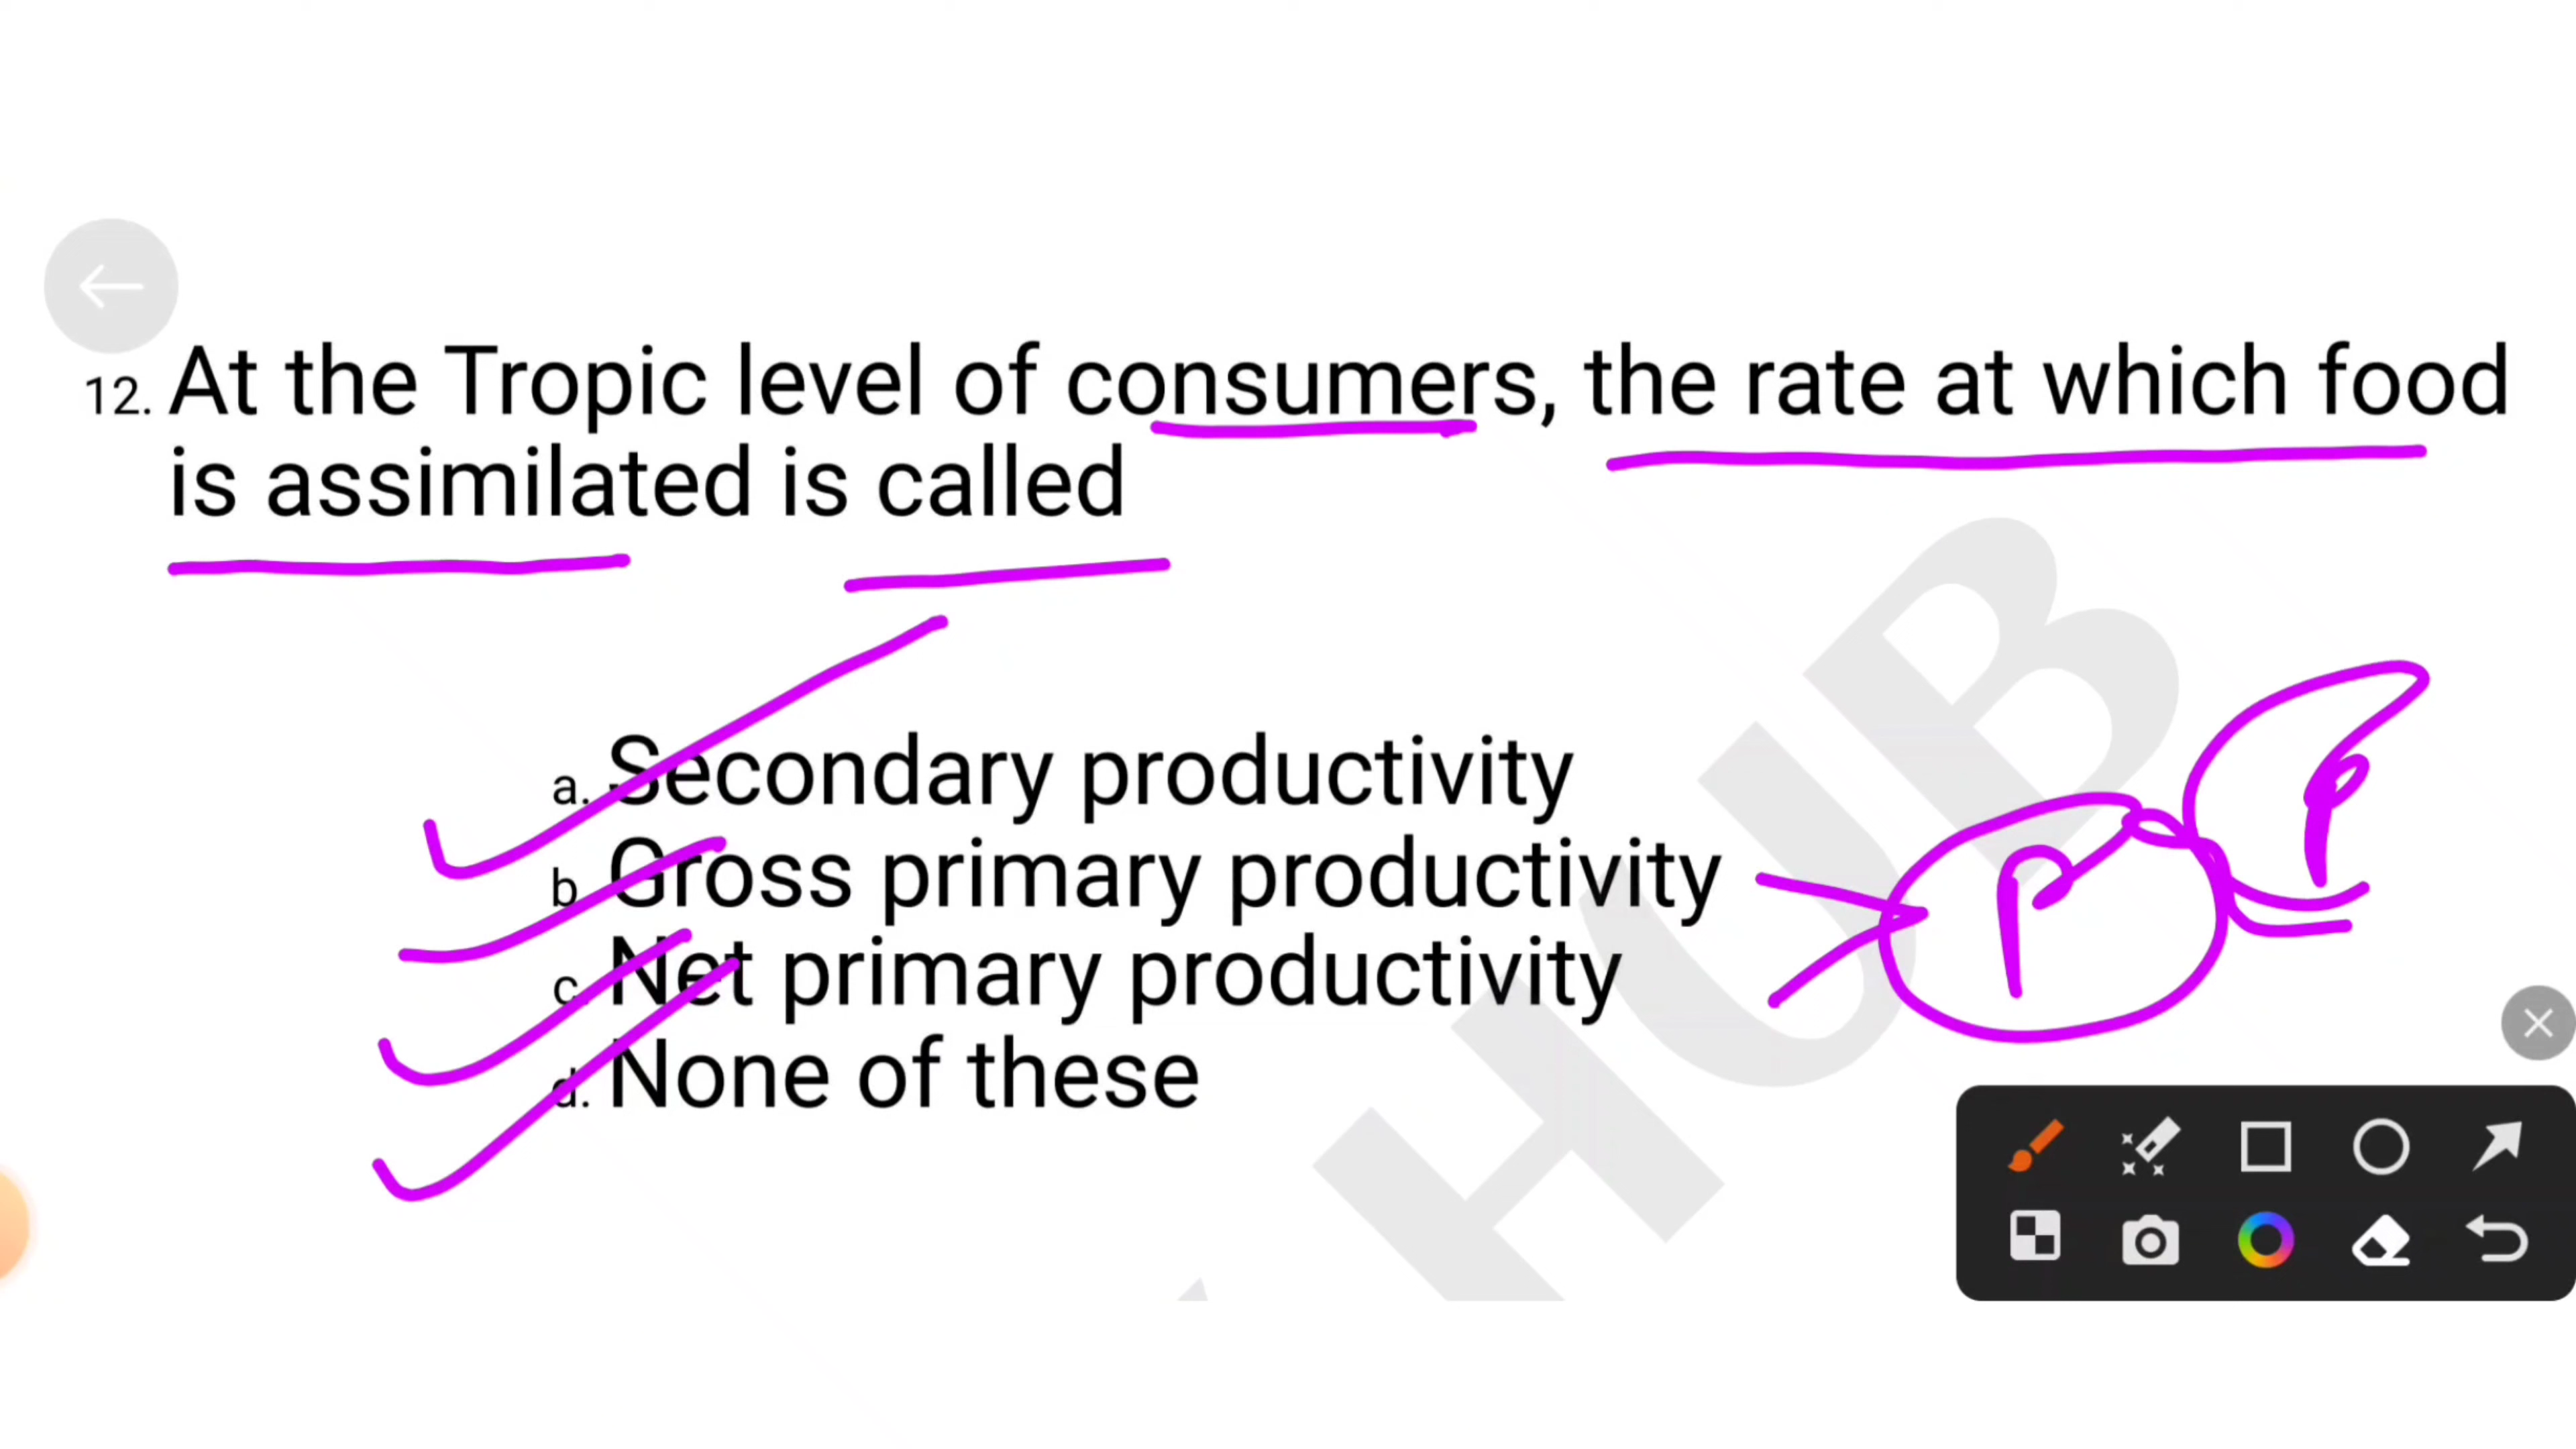 12. At the Tropic level of consumers, the rate at which food
is assimilated is called
a. Secondary productivity
b. Gross primary productivity
c. Net primary productivity
d. None of these
P P
HUB